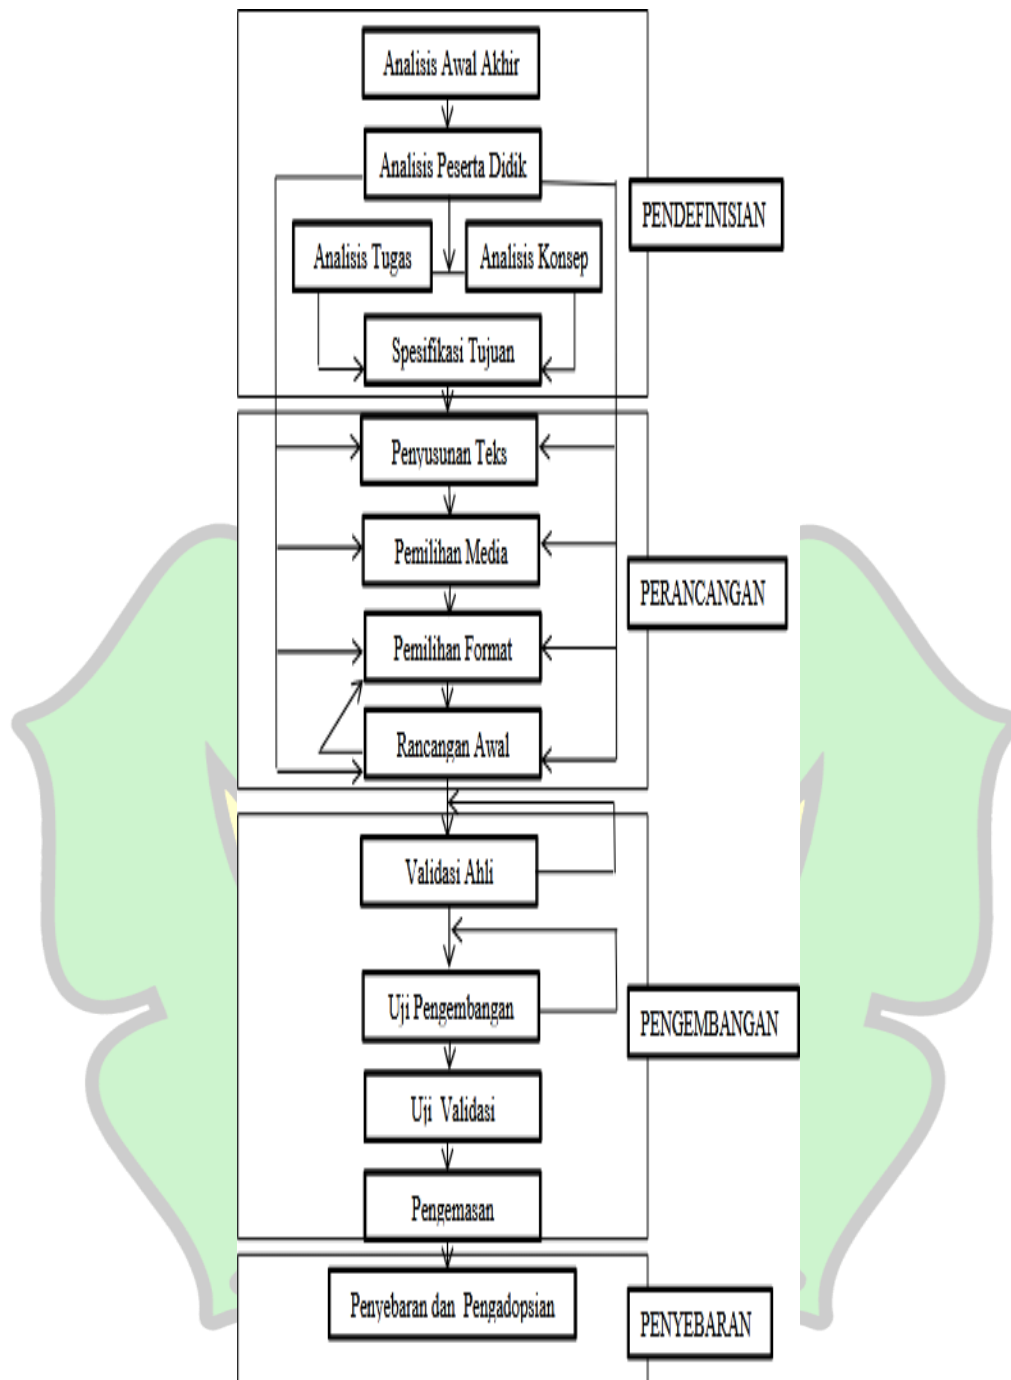 Analisis Awal Akhir
Analisis Peserta Didik
PENDEFINISIAN
Analisis Tugas
Analisis Konsep
Spesifikasi Tujuan
Penyusunan Teks
Pemilihan Media
PERANCANGAN
Pemilihan Format
Rancangan Awal
Validasi Ahli
Uji Pengembangan
PENGEMBANGAN
Uji Validasi
Pengemasan
Penyebaran dan Pengadopsian
PENYEBARAN